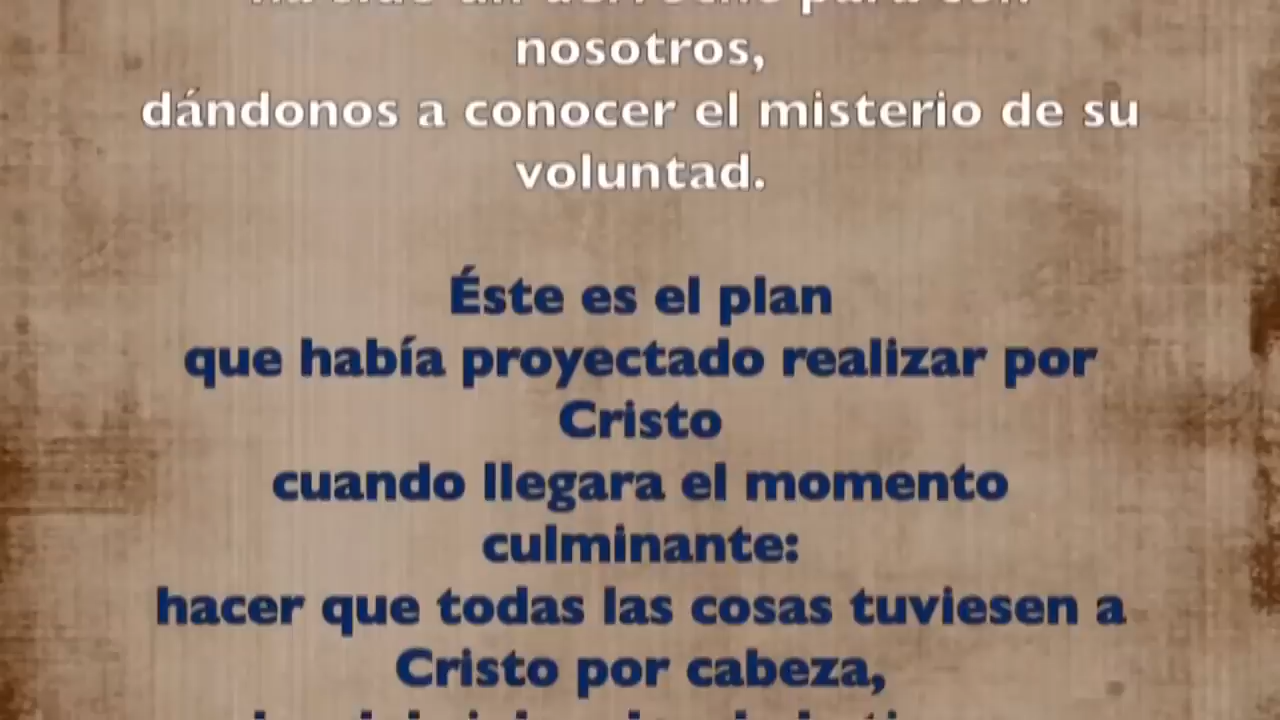 nosotros,
dándonos a conocer el misterio de su
voluntad.
Éste es el plan
que había proyectado realizar por
Cristo
cuando llegara el momento
culminante:
hacer que todas las cosas tuviesen a
Cristo por cabeza,